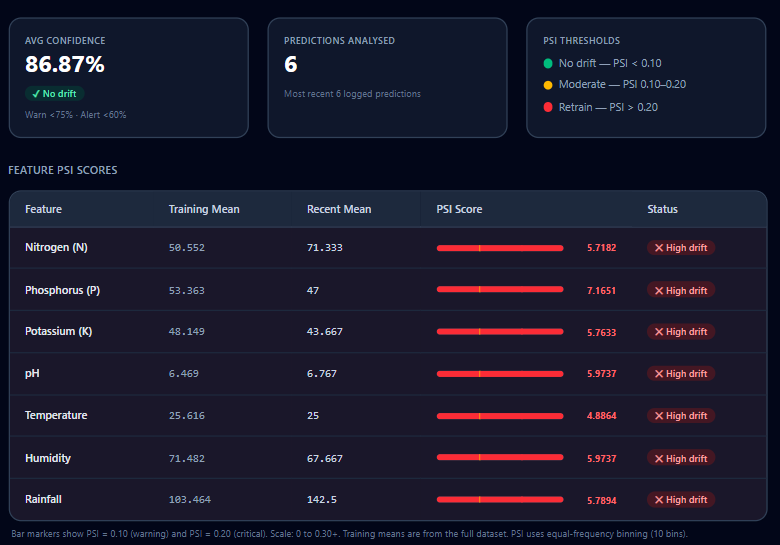 AVG CONFIDENCE
86.87%
✓ No drift
Warn <75% · Alert <60%
PREDICTIONS ANALYSED
6
Most recent 6 logged predictions
PSI THRESHOLDS
No drift — PSI < 0.10
Moderate — PSI 0.10–0.20
Retrain — PSI > 0.20
FEATURE PSI SCORES
Feature Training Mean Recent Mean PSI Score Status
Nitrogen (N) 50.552 71.333 5.7182 ✕ High drift
Phosphorus (P) 53.363 47 7.1651 ✕ High drift
Potassium (K) 48.149 43.667 5.7633 ✕ High drift
pH 6.469 6.767 5.9737 ✕ High drift
Temperature 25.616 25 4.8864 ✕ High drift
Humidity 71.482 67.667 5.9737 ✕ High drift
Rainfall 103.464 142.5 5.7894 ✕ High drift
Bar markers show PSI = 0.10 (warning) and PSI = 0.20 (critical). Scale: 0 to 0.30+. Training means are from the full dataset. PSI uses equal-frequency binning (10 bins).